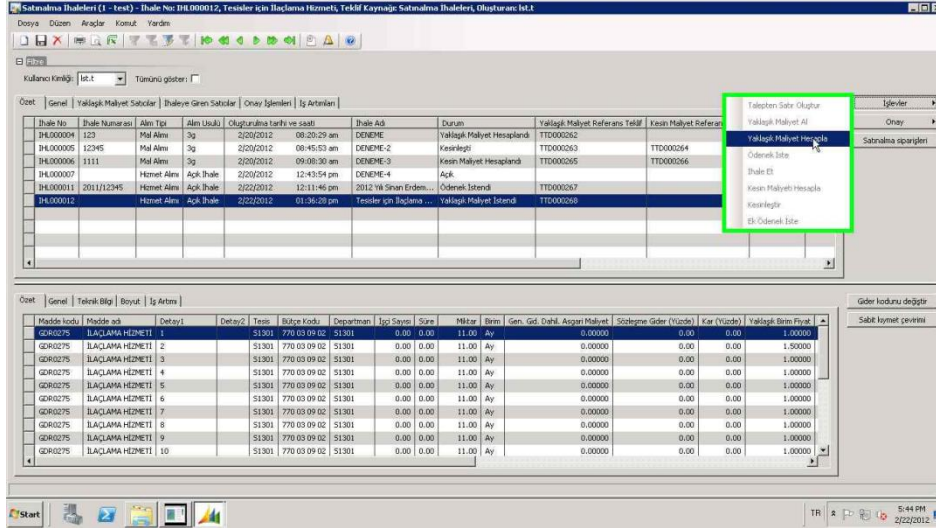 Satınalma İhaleleri (1 - test) - İhale No: IHL000012, Tesisler için İlaçlama Hizmeti, Teklif Kaynağı: Satınalma İhaleleri, Oluşturan: lst.t
Dosya Düzen Araçlar Komut Yardım
Kullanıcı Kimliği: lst.t Tümünü göster:
Özet Genel Yaklaşık Maliyet Satıcılar İhaleye Giren Satıcılar Onay İşlemleri İş Artımları
İhale No İhale Numarası Alım Tipi Alım Usulü Oluşturulma tarihi ve saati İhale Adı Durum Yaklaşık Maliyet Referans Teklif Kesin Maliyet Referan
IHL000004 123 Mal Alımı 3g 2/20/2012 08:20:29 am DENEME Yaklaşık Maliyet Hesaplandı TTD000262
IHL000005 12345 Mal Alımı 3g 2/20/2012 08:45:53 am DENEME-2 Kesinleşti TTD000263 TTD000264
IHL000006 1111 Mal Alımı 3g 2/20/2012 09:08:30 am DENEME-3 Kesin Maliyet Hesaplandı TTD000265 TTD000266
IHL000007 Hizmet Alımı Açık İhale 2/20/2012 12:43:54 pm DENEME-4 Açık
IHL000011 2011/12345 Hizmet Alımı Açık İhale 2/22/2012 12:11:46 pm 2012 Yılı Sinan Erdem... Ödenek İstendi TTD000267
IHL000012 Hizmet Alımı Açık İhale 2/22/2012 01:36:28 pm Tesisler için İlaçlama ... Yaklaşık Maliyet İstendi TTD000268
Talepten Satır Oluştur
Yaklaşık Maliyet Al
Yaklaşık Maliyet Hesapla
Ödenek İste
İhale Et
Kesin Maliyeti Hesapla
Kesinleştir
Ek Ödenek İste
İşlevler
Onay
Satınalma siparişleri
Özet Genel Teknik Bilgi Boyut İş Artımı
Madde kodu Madde adı Detay1 Detay2 Tesis Bütçe Kodu Departman İşçi Sayısı Süre Miktar Birim Gen. Gid. Dahil. Asgari Maliyet Sözleşme Gider (Yüzde) Kar (Yüzde) Yaklaşık Birim Fiyat
GDR0275 İLAÇLAMA HİZMETİ 1 S1301 770 03 09 02 S1301 0.00 0.00 11.00 Ay 0.00000 0.00 0.00 1.00000
GDR0275 İLAÇLAMA HİZMETİ 2 S1301 770 03 09 02 S1301 0.00 0.00 11.00 Ay 0.00000 0.00 0.00 1.50000
GDR0275 İLAÇLAMA HİZMETİ 3 S1301 770 03 09 02 S1301 0.00 0.00 11.00 Ay 0.00000 0.00 0.00 1.00000
GDR0275 İLAÇLAMA HİZMETİ 4 S1301 770 03 09 02 S1301 0.00 0.00 11.00 Ay 0.00000 0.00 0.00 1.00000
GDR0275 İLAÇLAMA HİZMETİ 5 S1301 770 03 09 02 S1301 0.00 0.00 11.00 Ay 0.00000 0.00 0.00 1.00000
GDR0275 İLAÇLAMA HİZMETİ 6 S1301 770 03 09 02 S1301 0.00 0.00 11.00 Ay 0.00000 0.00 0.00 1.00000
GDR0275 İLAÇLAMA HİZMETİ 7 S1301 770 03 09 02 S1301 0.00 0.00 11.00 Ay 0.00000 0.00 0.00 1.00000
GDR0275 İLAÇLAMA HİZMETİ 8 S1301 770 03 09 02 S1301 0.00 0.00 11.00 Ay 0.00000 0.00 0.00 1.00000
GDR0275 İLAÇLAMA HİZMETİ 9 S1301 770 03 09 02 S1301 0.00 0.00 11.00 Ay 0.00000 0.00 0.00 1.00000
GDR0275 İLAÇLAMA HİZMETİ 10 S1301 770 03 09 02 S1301 0.00 0.00 11.00 Ay 0.00000 0.00 0.00 1.00000
Gider kodunu değiştir
Sabit kıymet çevirimi
Start TR 5:44 PM
2/22/2012